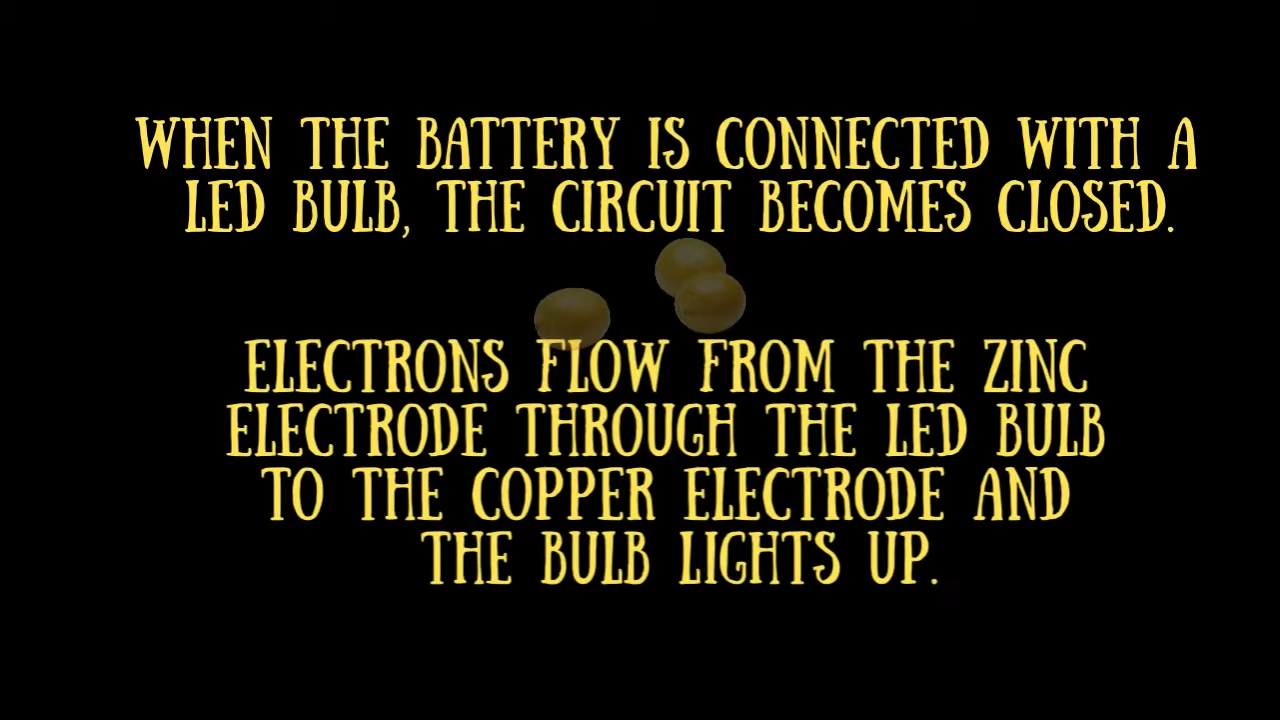 WHEN THE BATTERY IS CONNECTED WITH A
LED BULB, THE CIRCUIT BECOMES CLOSED.
ELECTRONS FLOW FROM THE ZINC
ELECTRODE THROUGH THE LED BULB
TO THE COPPER ELECTRODE AND
THE BULB LIGHTS UP.